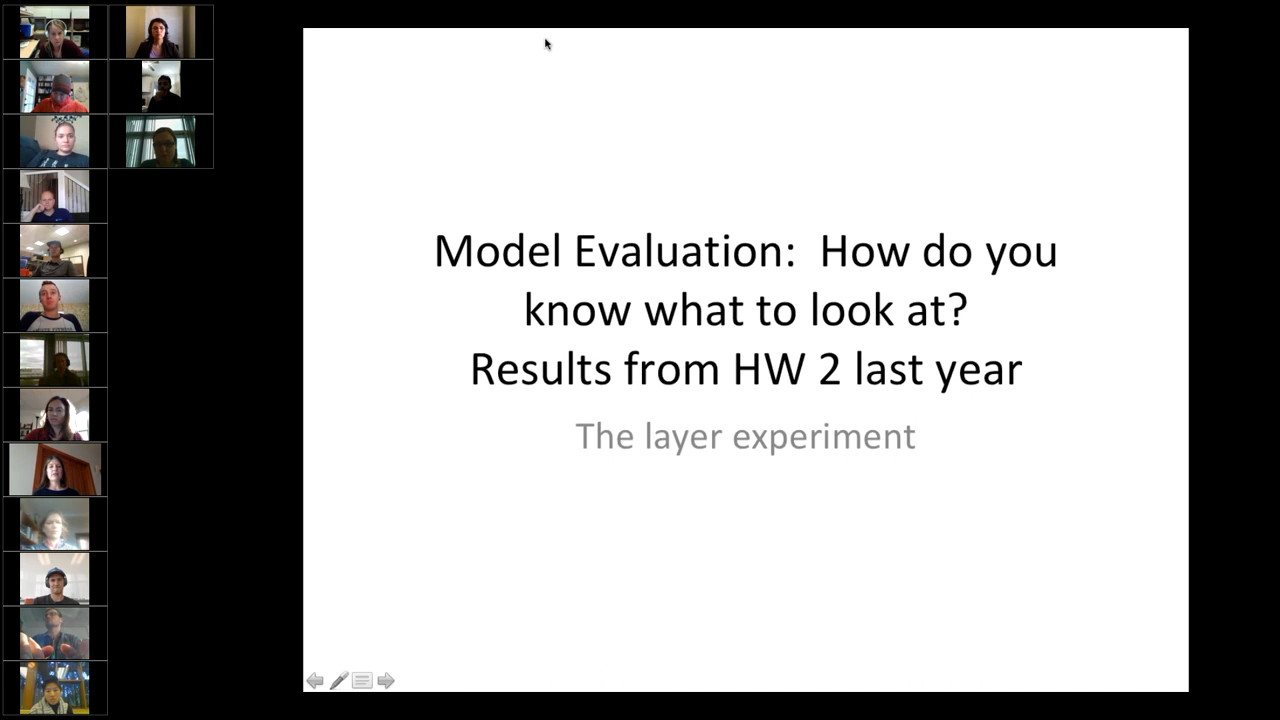 Model Evaluation:  How do you
know what to look at?
Results from HW 2 last year
The layer experiment